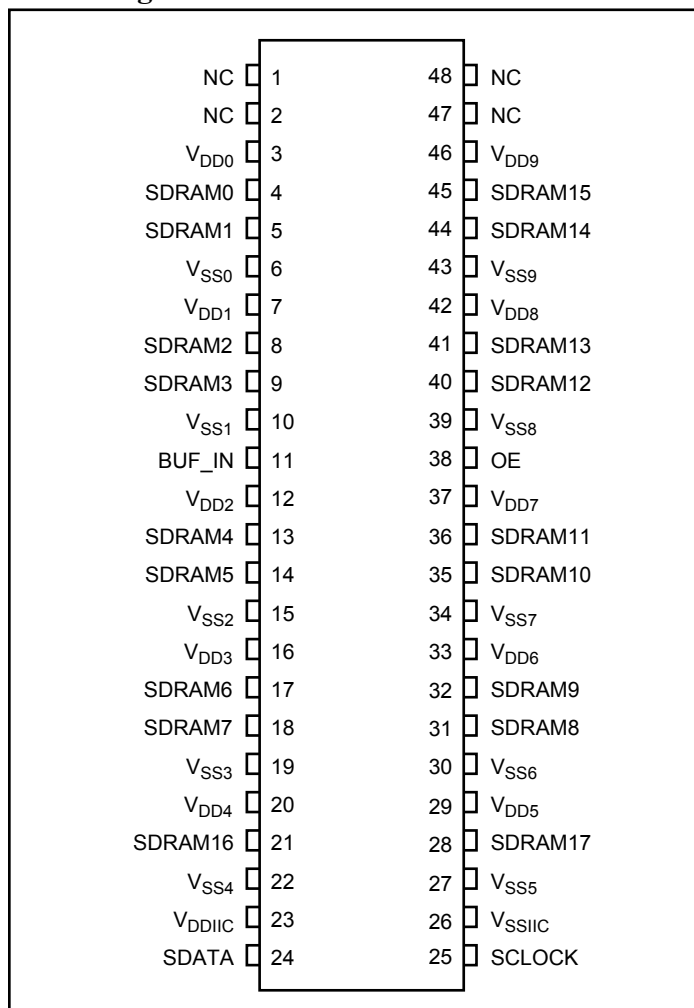 NC 1 48 NC
NC 2 47 NC
VDD0 3 46 VDD9
SDRAM0 4 45 SDRAM15
SDRAM1 5 44 SDRAM14
VSS0 6 43 VSS9
VDD1 7 42 VDD8
SDRAM2 8 41 SDRAM13
SDRAM3 9 40 SDRAM12
VSS1 10 39 VSS8
BUF_IN 11 38 OE
VDD2 12 37 VDD7
SDRAM4 13 36 SDRAM11
SDRAM5 14 35 SDRAM10
VSS2 15 34 VSS7
VDD3 16 33 VDD6
SDRAM6 17 32 SDRAM9
SDRAM7 18 31 SDRAM8
VSS3 19 30 VSS6
VDD4 20 29 VDD5
SDRAM16 21 28 SDRAM17
VSS4 22 27 VSS5
VDDIIC 23 26 VSSIIC
SDATA 24 25 SCLOCK